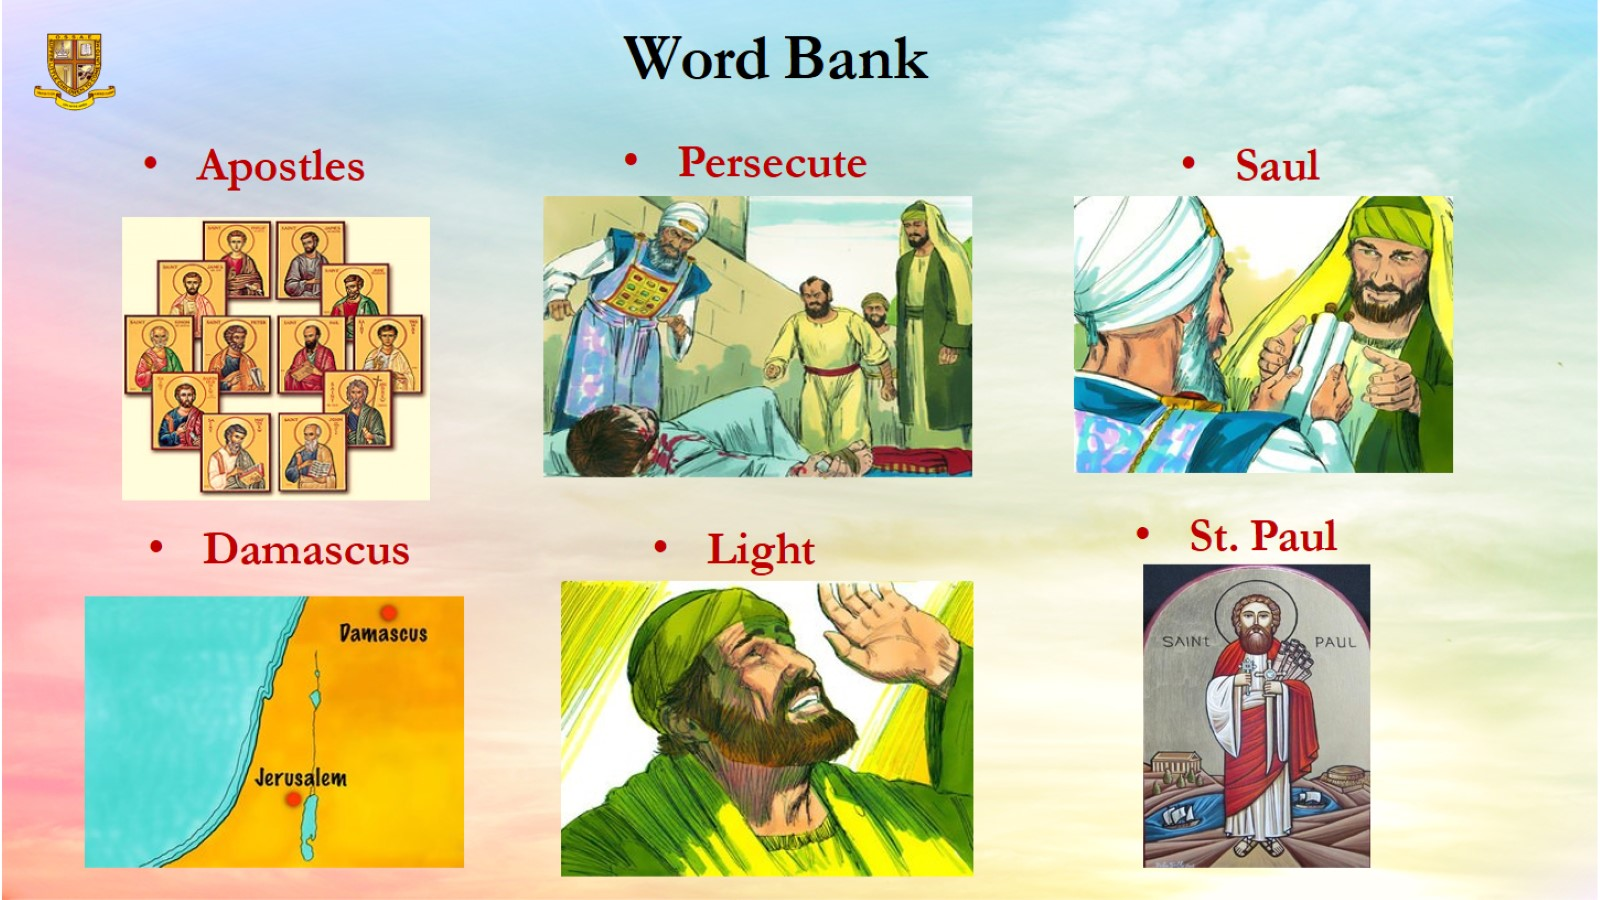 Word Bank
• Apostles
• Persecute
• Saul
• Damascus
• Light
• St. Paul
Damascus
Jerusalem
SAINT PAUL